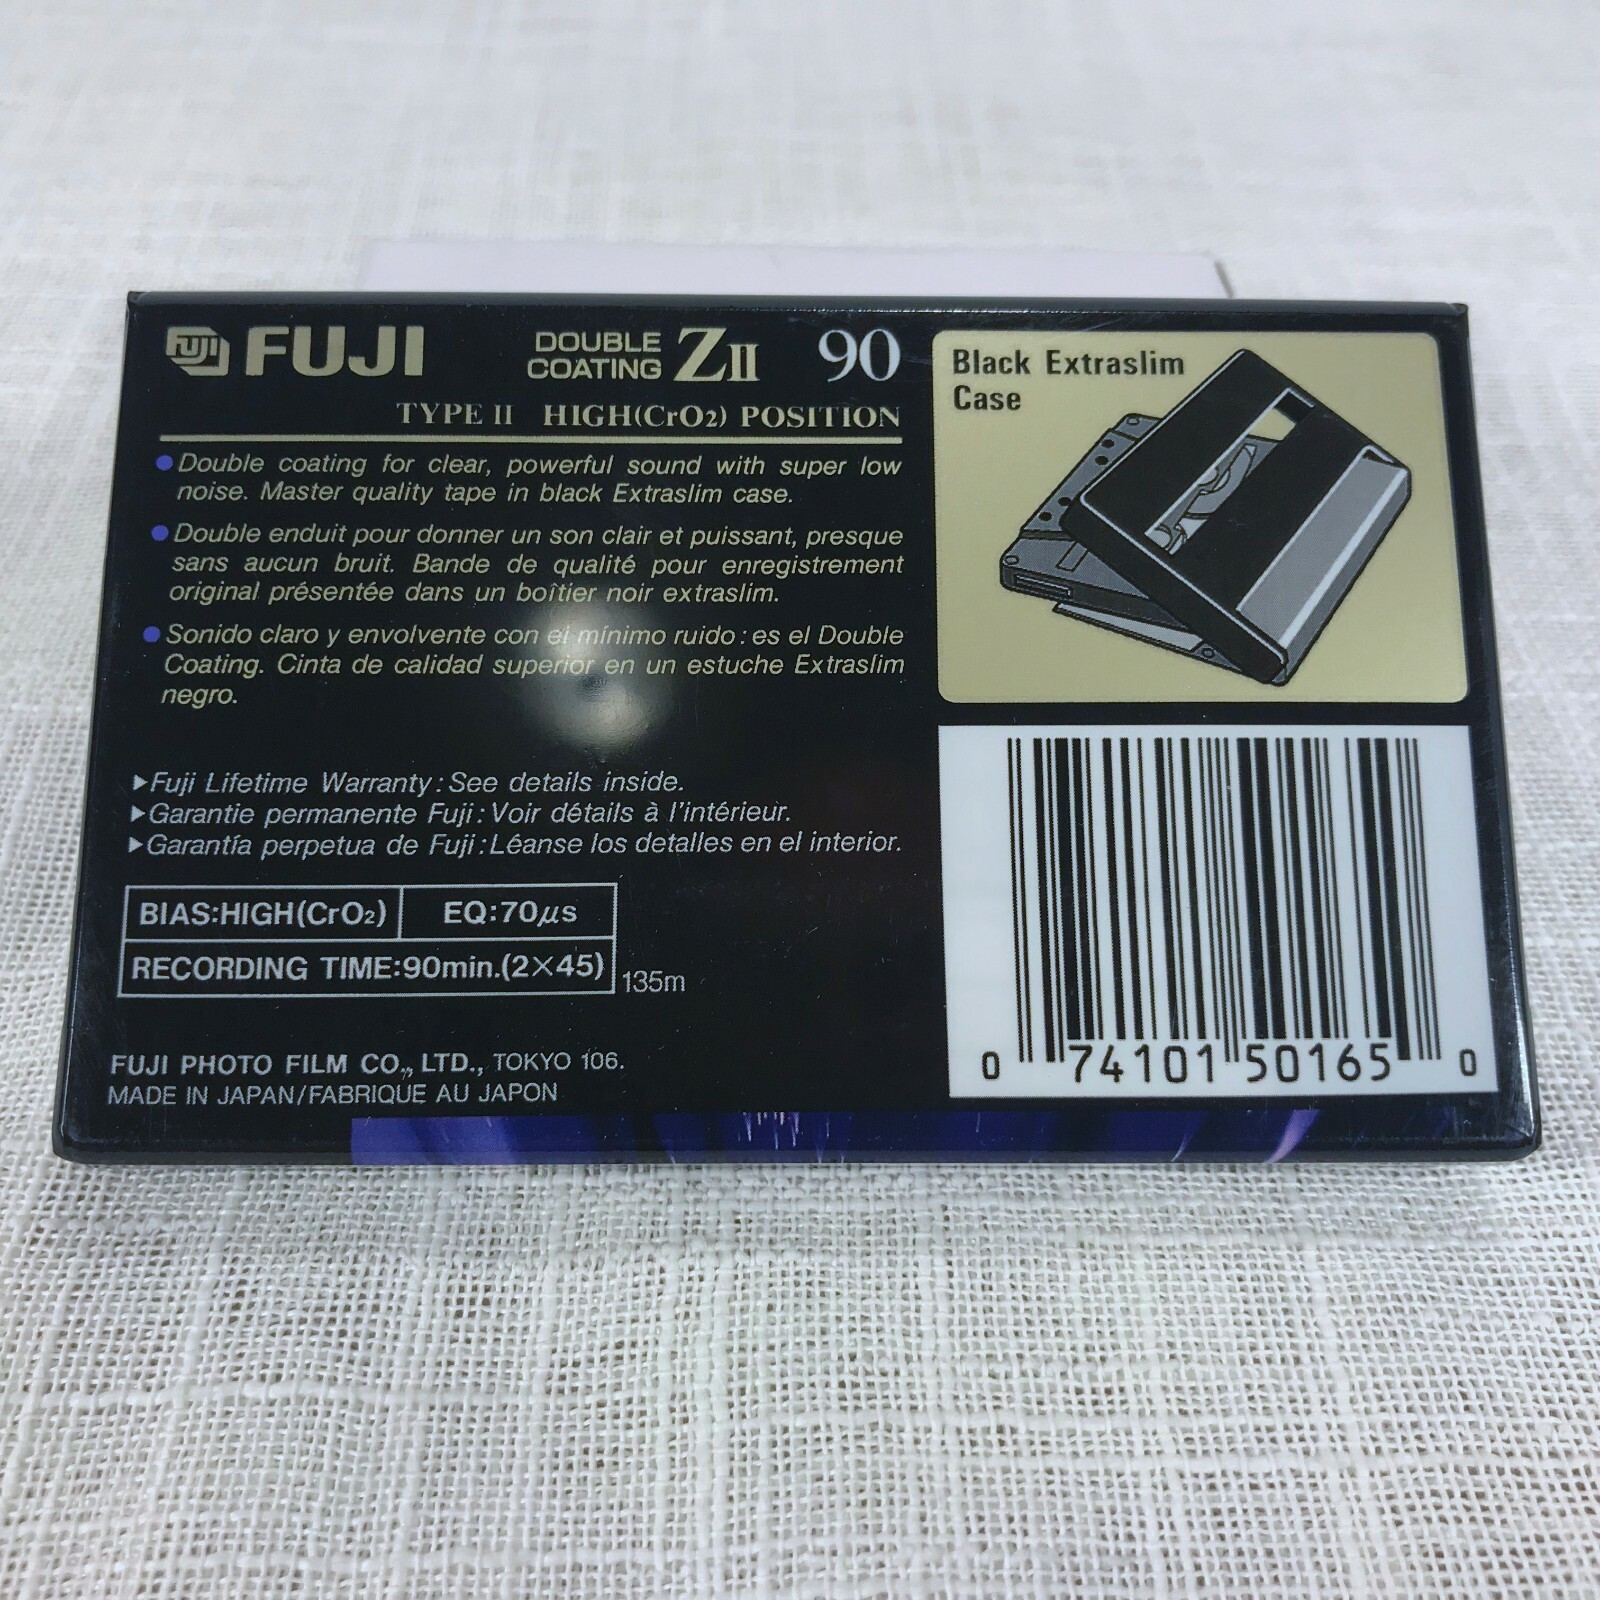 Fuji FUJI DOUBLE COATING ZII 90
TYPE II HIGH(CrO₂) POSITION
● Double coating for clear, powerful sound with super low
noise. Master quality tape in black Extraslim case.
● Double enduit pour donner un son clair et puissant, presque
sans aucun bruit. Bande de qualité pour enregistrement
original présentée dans un boîtier noir extraslim.
● Sonido claro y envolvente con el mínimo ruido: es el Double
Coating. Cinta de calidad superior en un estuche Extraslim
negro.
▶Fuji Lifetime Warranty: See details inside.
▶Garantie permanente Fuji: Voir détails à l'intérieur.
▶Garantía perpetua de Fuji: Léanse los detalles en el interior.
BIAS:HIGH(CrO₂) EQ:70μs
RECORDING TIME:90min.(2×45) 135m
FUJI PHOTO FILM CO., LTD., TOKYO 106.
MADE IN JAPAN/FABRIQUE AU JAPON
Black Extraslim
Case
0 74101 50165 0